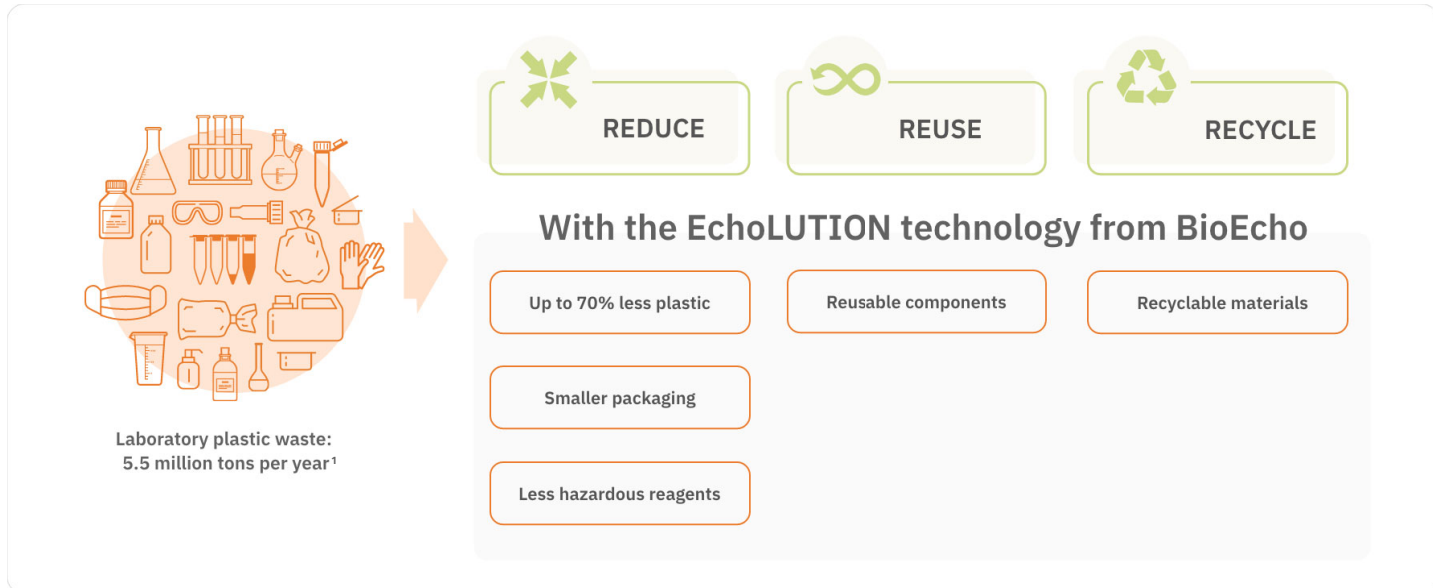 REDUCE
REUSE
RECYCLE
With the EchoLUTION technology from BioEcho
Up to 70% less plastic
Reusable components
Recyclable materials
Smaller packaging
Less hazardous reagents
Laboratory plastic waste:
5.5 million tons per year¹